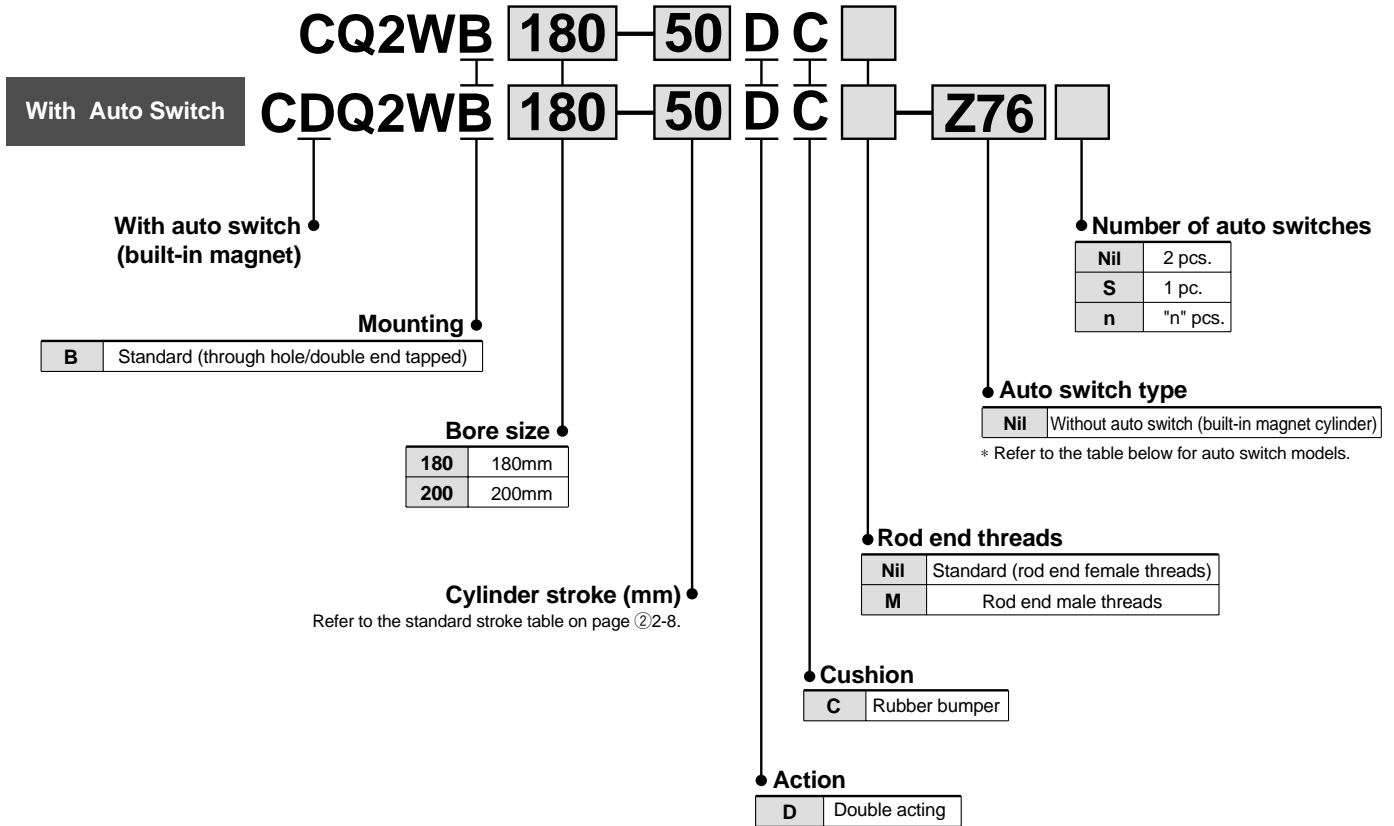 CQ2WB 180-50 D C
With Auto Switch CDQ2WB 180-50 D C - Z76
With auto switch
(built-in magnet)
Number of auto switches
Nil 2 pcs.
S 1 pc.
n "n" pcs.
Mounting
B Standard (through hole/double end tapped)
Auto switch type
Nil Without auto switch (built-in magnet cylinder)
* Refer to the table below for auto switch models.
Bore size
180 180mm
200 200mm
Rod end threads
Nil Standard (rod end female threads)
M Rod end male threads
Cylinder stroke (mm)
Refer to the standard stroke table on page ②2-8.
Cushion
C Rubber bumper
Action
D Double acting